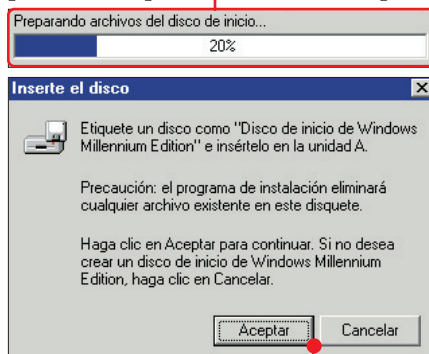 Preparando archivos del disco de inicio...
20%
Inserte el disco
Etiquete un disco como "Disco de inicio de Windows
Millennium Edition" e insértelo en la unidad A.
Precaución: el programa de instalación eliminará
cualquier archivo existente en este disquete.
Haga clic en Aceptar para continuar. Si no desea
crear un disco de inicio de Windows Millennium
Edition, haga clic en Cancelar.
Aceptar Cancelar